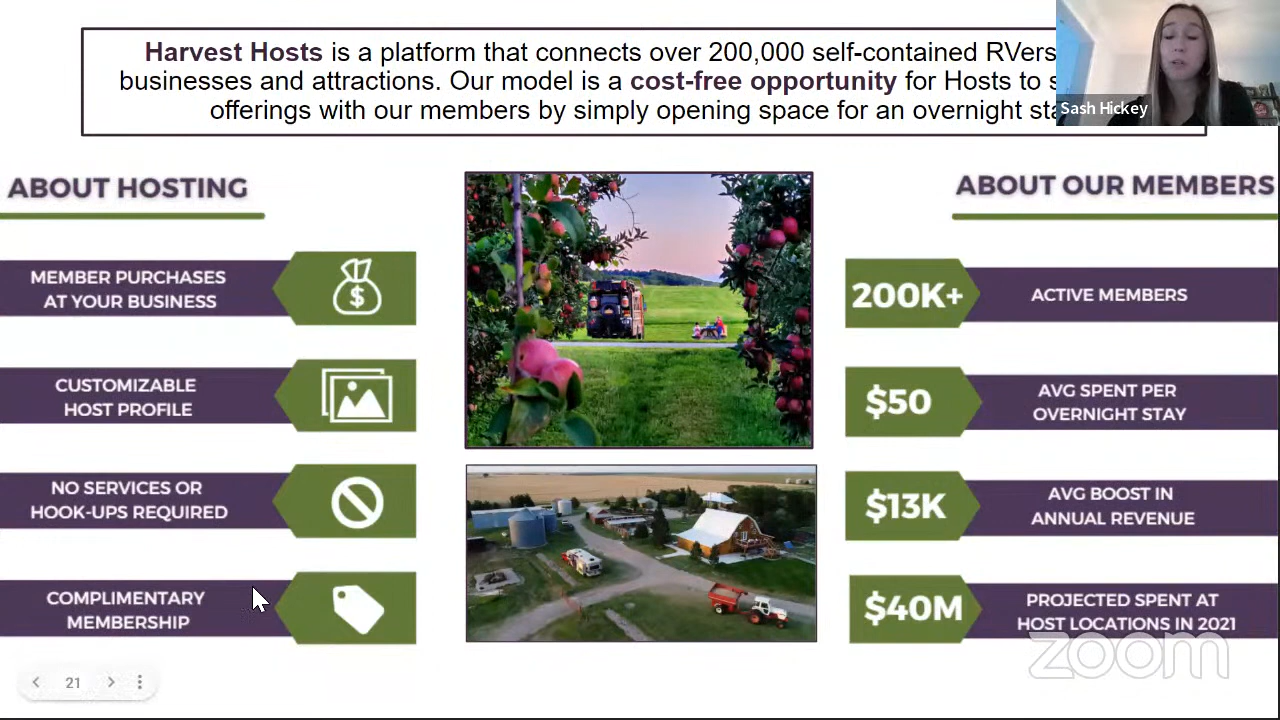 Harvest Hosts is a platform that connects over 200,000 self-contained RVers
businesses and attractions. Our model is a cost-free opportunity for Hosts to
offerings with our members by simply opening space for an overnight
Sash Hickey
ABOUT HOSTING
MEMBER PURCHASES
AT YOUR BUSINESS
$
CUSTOMIZABLE
HOST PROFILE
NO SERVICES OR
HOOK-UPS REQUIRED
COMPLIMENTARY
MEMBERSHIP
ABOUT OUR MEMBERS
200K+
ACTIVE MEMBERS
$50
AVG SPENT PER
OVERNIGHT STAY
$13K
AVG BOOST IN
ANNUAL REVENUE
$40M
PROJECTED SPENT AT
HOST LOCATIONS IN 2021
zoom
21